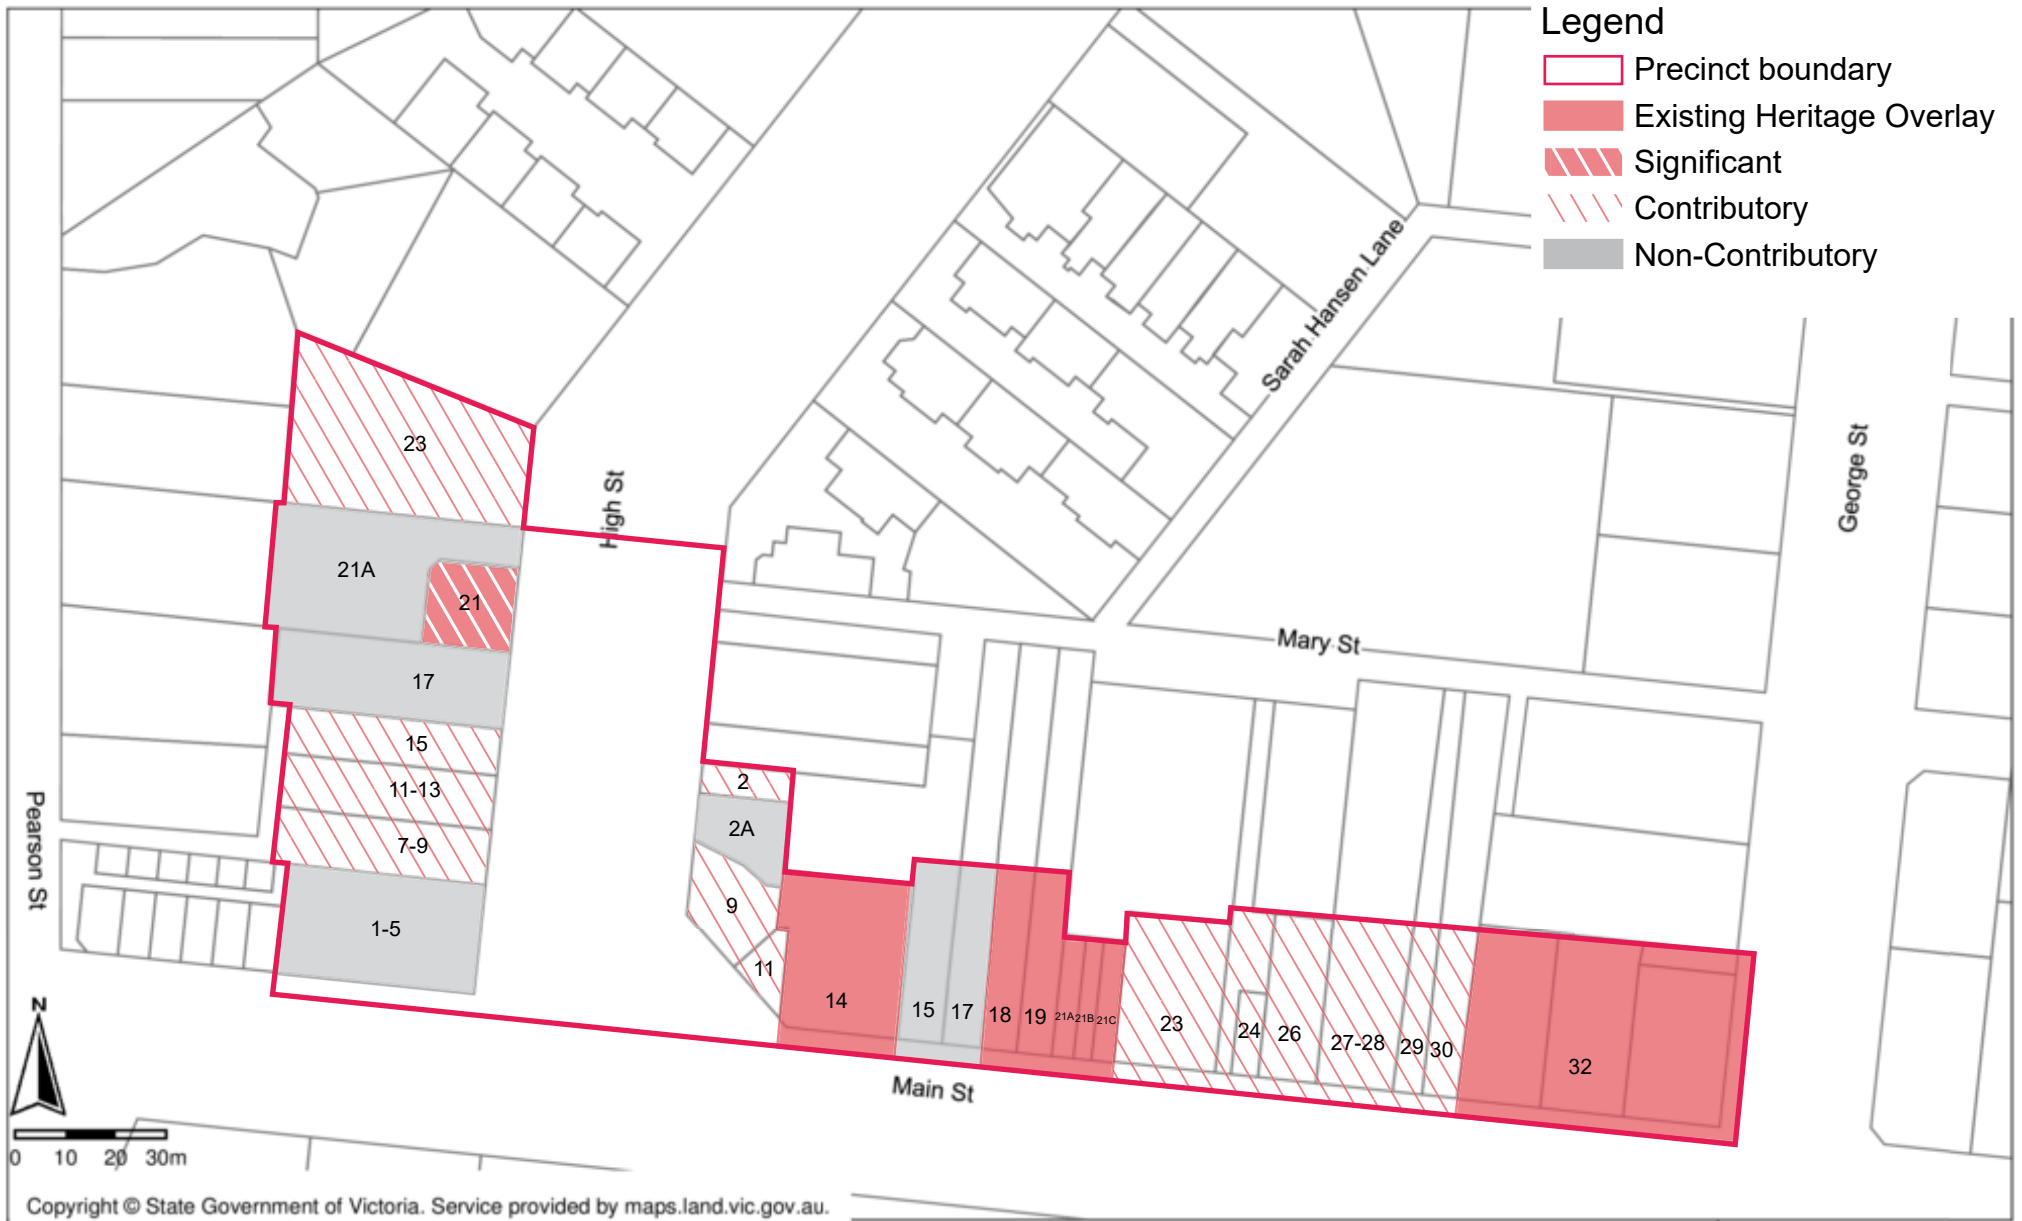 Legend
Precinct boundary
Existing Heritage Overlay
Significant
Contributory
Non-Contributory
Sarah Hansen Lane
George St
High St
Mary St
Pearson St
23
21A
21
17
15
11-13
7-9
1-5
2
2A
9
11
14
15
17
18
19
21A
21B
21C
23
24
26
27-28
29
30
32
Main St
N
0 10 20 30m
Copyright © State Government of Victoria. Service provided by maps.land.vic.gov.au.